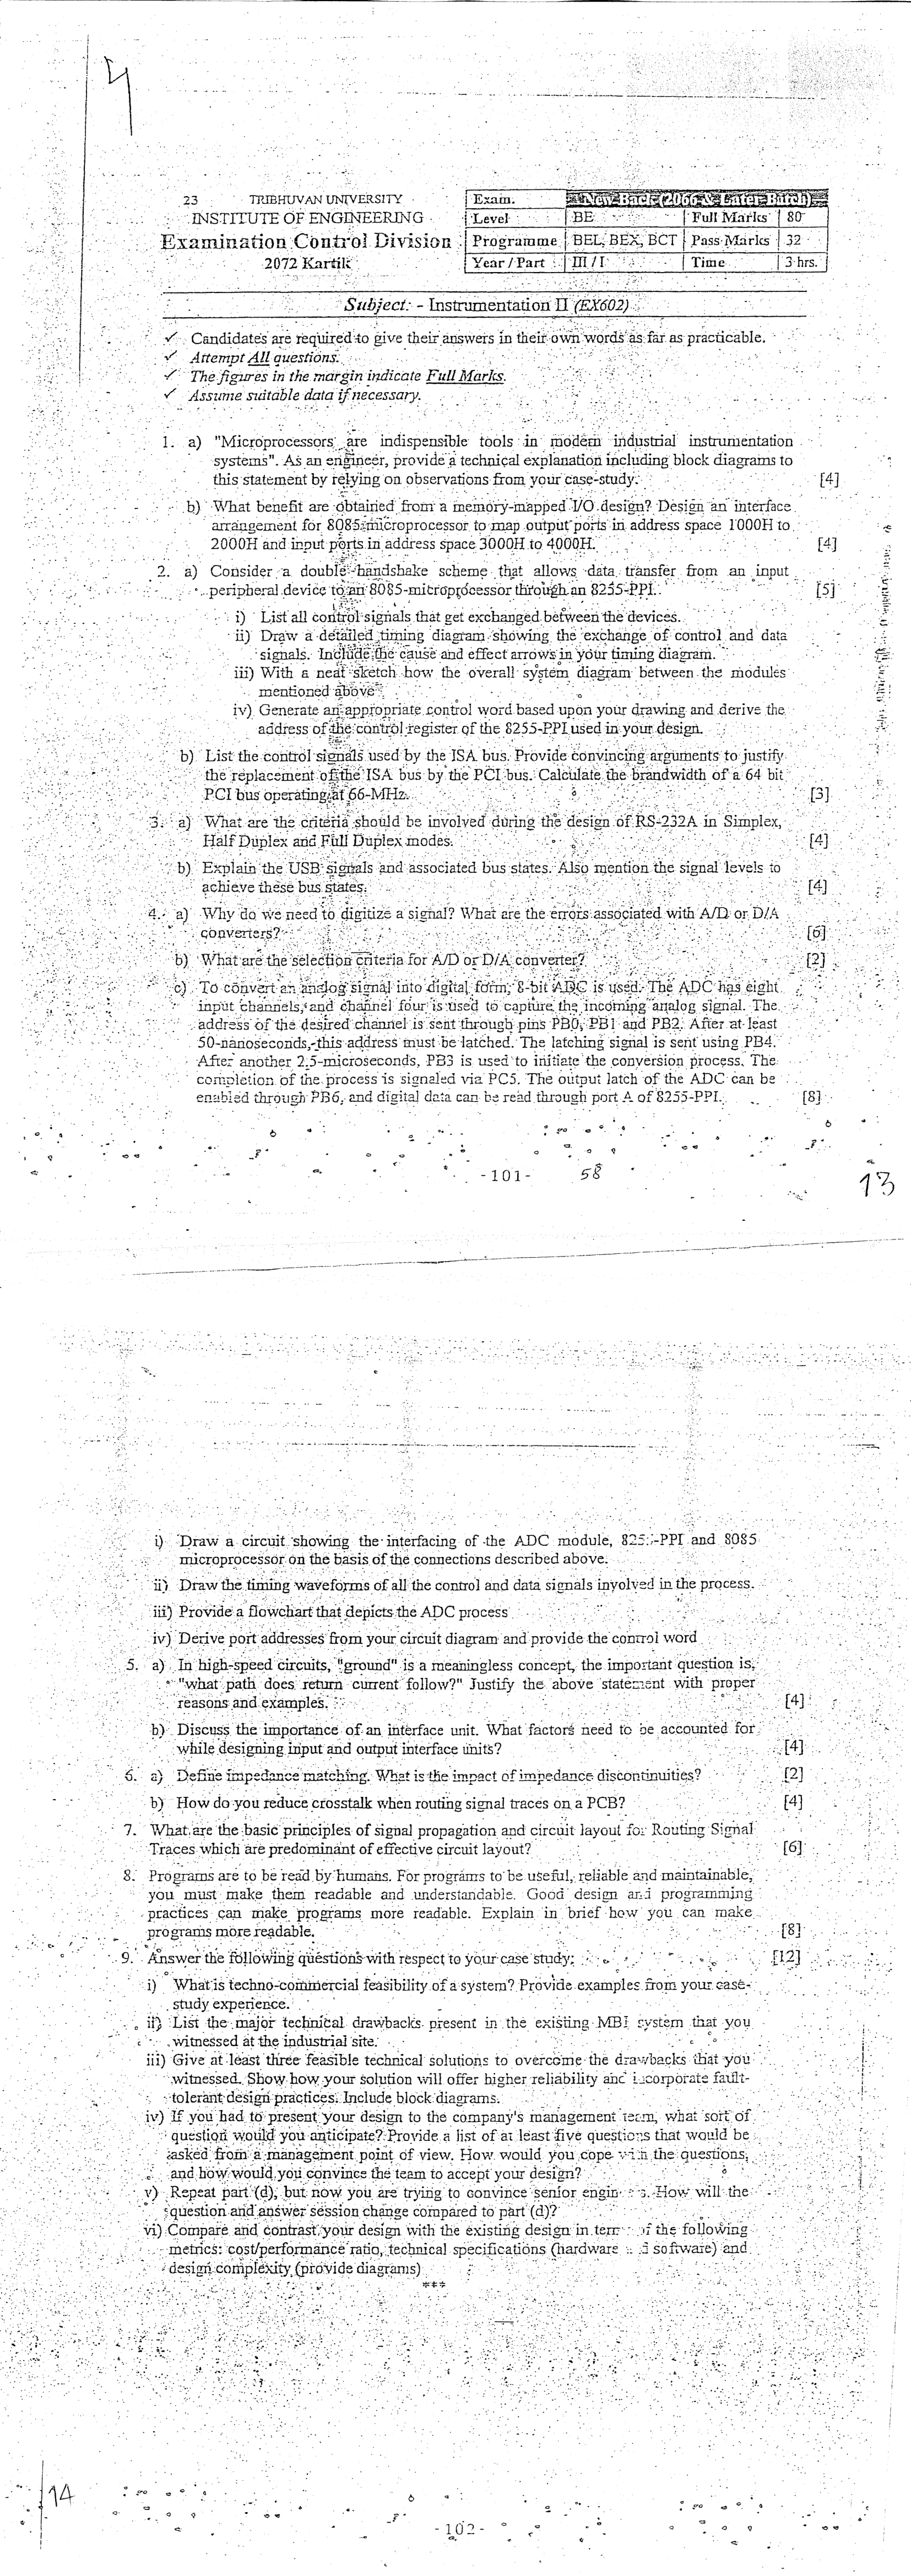 23 TRIBHUVAN UNIVERSITY
INSTITUTE OF ENGINEERING
Examination Control Division
2072 Kartik
Exam. New Back (2066 & Later Batch)
Level BE Full Marks 80
Programme BEL, BEX, BCT Pass Marks 32
Year / Part III / I Time 3 hrs.
Subject: - Instrumentation II (EX602)
✓ Candidates are required to give their answers in their own words as far as practicable.
✓ Attempt All questions.
✓ The figures in the margin indicate Full Marks.
✓ Assume suitable data if necessary.
1. a) "Microprocessors are indispensible tools in modern industrial instrumentation
systems". As an engineer, provide a technical explanation including block diagrams to
this statement by relying on observations from your case-study. [4]
b) What benefit are obtained from a memory-mapped I/O design? Design an interface
arrangement for 8085-microprocessor to map output ports in address space 1000H to
2000H and input ports in address space 3000H to 4000H. [4]
2. a) Consider a double-handshake scheme that allows data transfer from an input
peripheral device to an 8085-microprocessor through an 8255-PPI. [5]
i) List all control signals that get exchanged between the devices.
ii) Draw a detailed timing diagram showing the exchange of control and data
signals. Include the cause and effect arrows in your timing diagram.
iii) With a neat sketch how the overall system diagram between the modules
mentioned above
iv) Generate an appropriate control word based upon your drawing and derive the
address of the control register of the 8255-PPI used in your design.
b) List the control signals used by the ISA bus. Provide convincing arguments to justify
the replacement of the ISA bus by the PCI bus. Calculate the brandwidth of a 64 bit
PCI bus operating at 66-MHz. [3]
3. a) What are the criteria should be involved during the design of RS-232A in Simplex,
Half Duplex and Full Duplex modes. [4]
b) Explain the USB signals and associated bus states. Also mention the signal levels to
achieve these bus states. [4]
4. a) Why do we need to digitize a signal? What are the errors associated with A/D or D/A
converters? [6]
b) What are the selection criteria for A/D or D/A converter? [2]
c) To convert an analog signal into digital form, 8-bit ADC is used. The ADC has eight
input channels, and channel four is used to capture the incoming analog signal. The
address of the desired channel is sent through pins PB0, PB1 and PB2. After at least
50-nanoseconds, this address must be latched. The latching signal is sent using PB4.
After another 2.5-microseconds, PB3 is used to initiate the conversion process. The
completion of the process is signaled via PC5. The output latch of the ADC can be
enabled through PB6, and digital data can be read through port A of 8255-PPI. [8]
-101- 58
13
i) Draw a circuit showing the interfacing of the ADC module, -PPI and 8085
microprocessor on the basis of the connections described above.
ii) Draw the timing waveforms of all the control and data signals involved in the process.
iii) Provide a flowchart that depicts the ADC process
iv) Derive port addresses from your circuit diagram and provide the control word
5. a) In high-speed circuits, "ground" is a meaningless concept, the important question is,
"what path does return current follow?" Justify the above statement with proper
reasons and examples. [4]
b) Discuss the importance of an interface unit. What factors need to be accounted for
while designing input and output interface units? [4]
6. a) Define impedance matching. What is the impact of impedance discontinuities? [2]
b) How do you reduce crosstalk when routing signal traces on a PCB? [4]
7. What are the basic principles of signal propagation and circuit layout for Routing Signal
Traces which are predominant of effective circuit layout? [6]
8. Programs are to be read by humans. For programs to be useful, reliable and maintainable,
you must make them readable and understandable. Good design and programming
practices can make programs more readable. Explain in brief how you can make
programs more readable. [8]
9. Answer the following questions with respect to your case study: [12]
i) What is techno-commercial feasibility of a system? Provide examples from your case-
study experience.
ii) List the major technical drawbacks present in the existing MBI system that you
witnessed at the industrial site.
iii) Give at least three feasible technical solutions to overcome the drawbacks that you
witnessed. Show how your solution will offer higher reliability and incorporate fault-
tolerant design practices. Include block diagrams.
iv) If you had to present your design to the company's management team, what sort of
question would you anticipate? Provide a list of at least five questions that would be
asked from a management point of view. How would you cope with the questions,
and how would you convince the team to accept your design?
v) Repeat part (d), but now you are trying to convince senior How will the
question and answer session change compared to part (d)?
vi) Compare and contrast your design with the existing design in of the following
metrics: cost/performance ratio, technical specifications (hardware software) and
design complexity (provide diagrams)
***
14
-102-